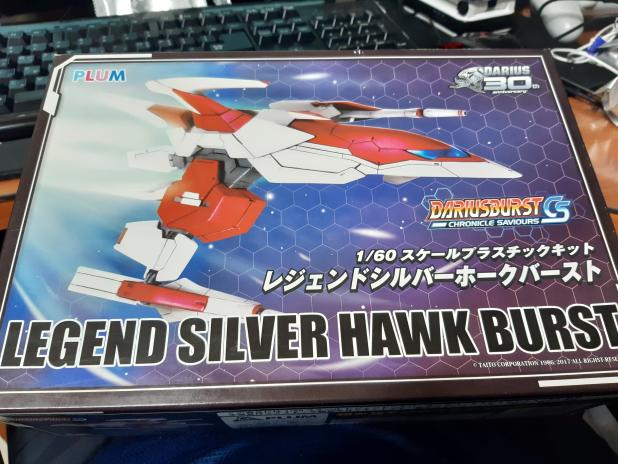 PLUM
DARIUS
30th
anniversary
DARIUSBURST
CHRONICLE SAVIOURS CS
1/60 スケールプラスチックキット
レジェンドシルバーホークバースト
LEGEND SILVER HAWK BURST
© TAITO CORPORATION 1986, 2017 ALL RIGHTS RESERVED
PLUM